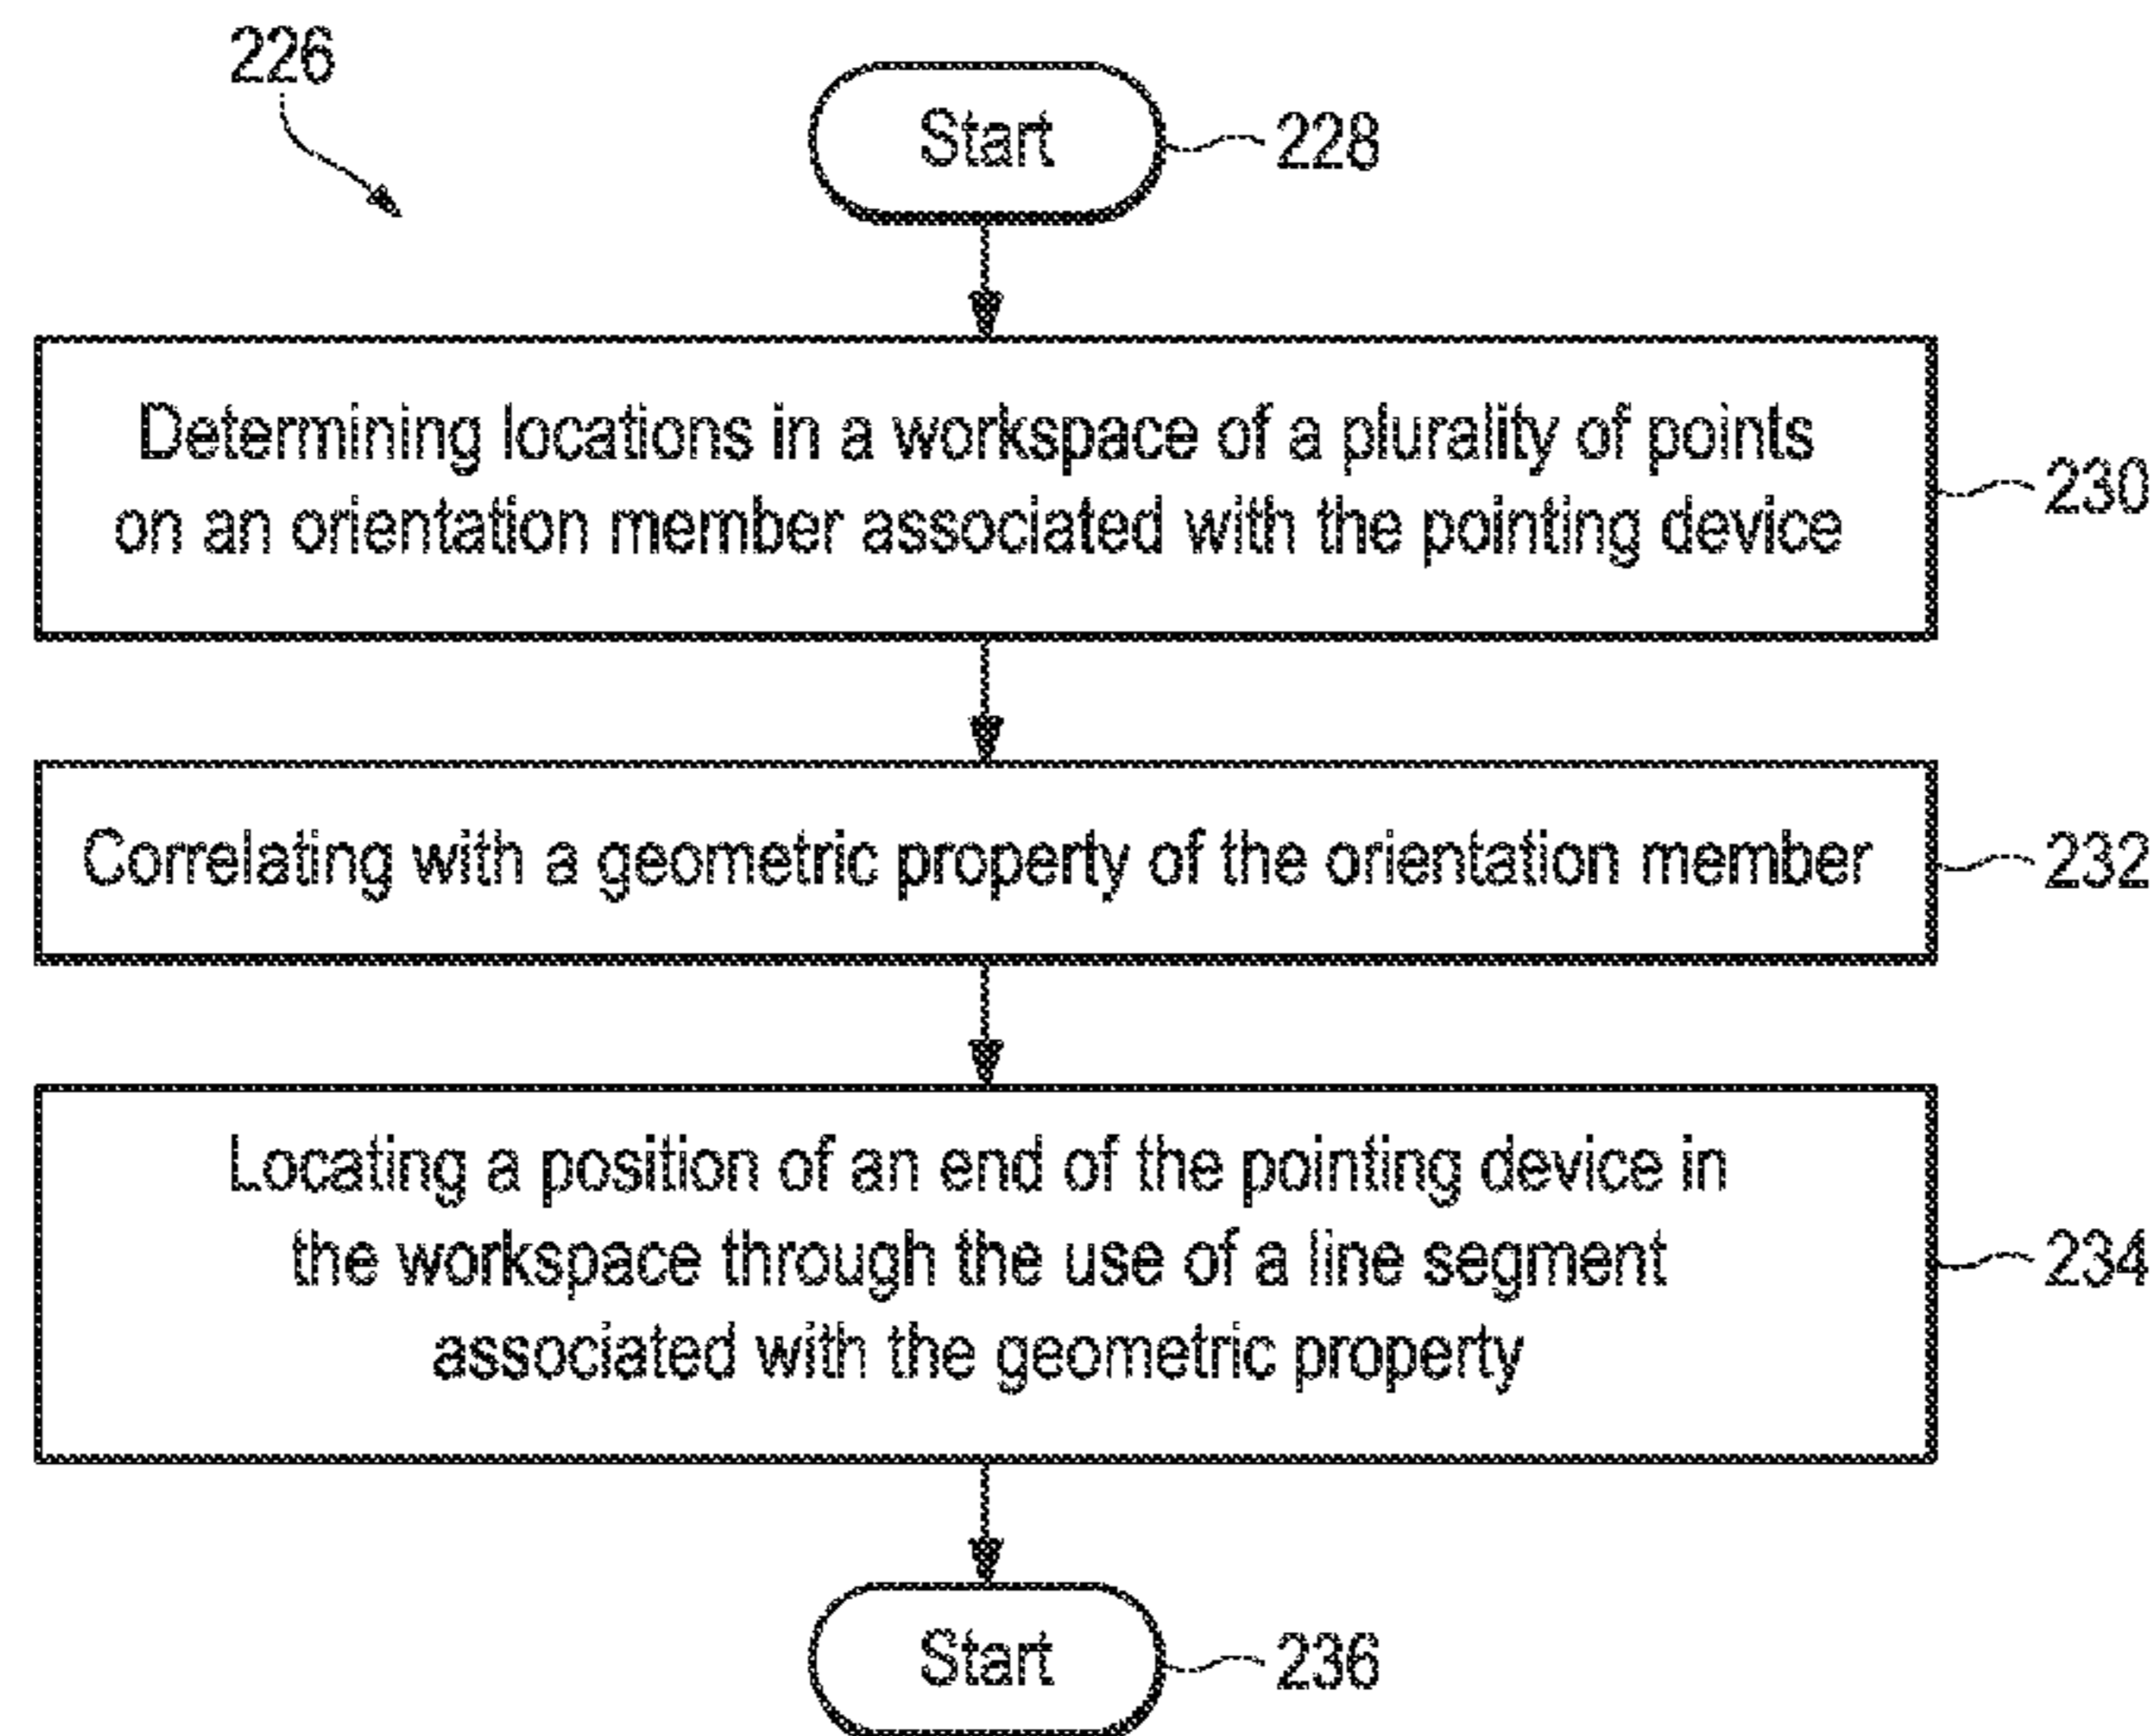 226
Start
228
Determining locations in a workspace of a plurality of points
on an orientation member associated with the pointing device
230
Correlating with a geometric property of the orientation member
232
Locating a position of an end of the pointing device in
the workspace through the use of a line segment
associated with the geometric property
234
Start
236